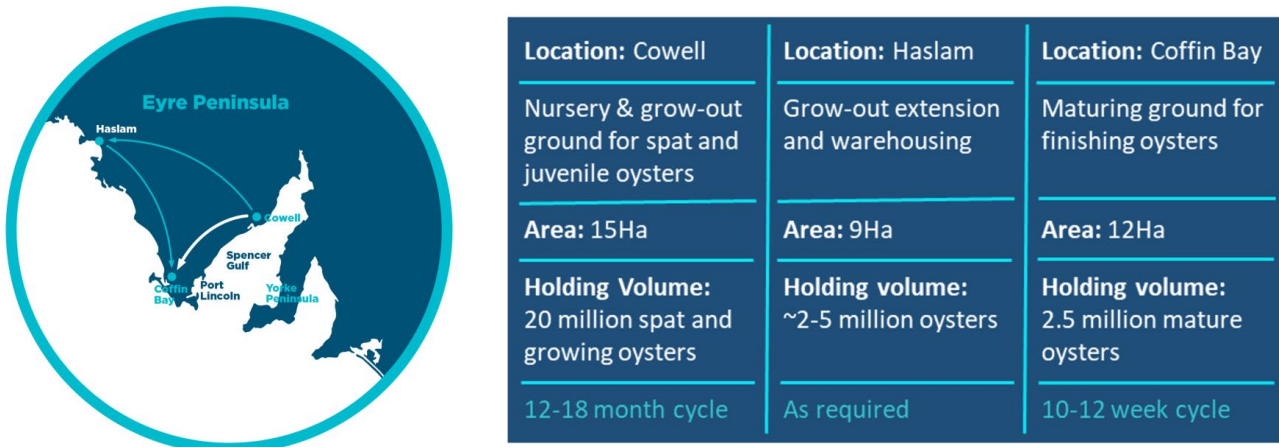 Eyre Peninsula
Haslam
Cowell
Spencer
Gulf
Port
Lincoln
Coffin
Bay
Yorke
Peninsula
Location: Cowell
Nursery & grow-out
ground for spat and
juvenile oysters
Area: 15Ha
Holding Volume:
20 million spat and
growing oysters
12-18 month cycle
Location: Haslam
Grow-out extension
and warehousing
Area: 9Ha
Holding volume:
~2-5 million oysters
As required
Location: Coffin Bay
Maturing ground for
finishing oysters
Area: 12Ha
Holding volume:
2.5 million mature
oysters
10-12 week cycle